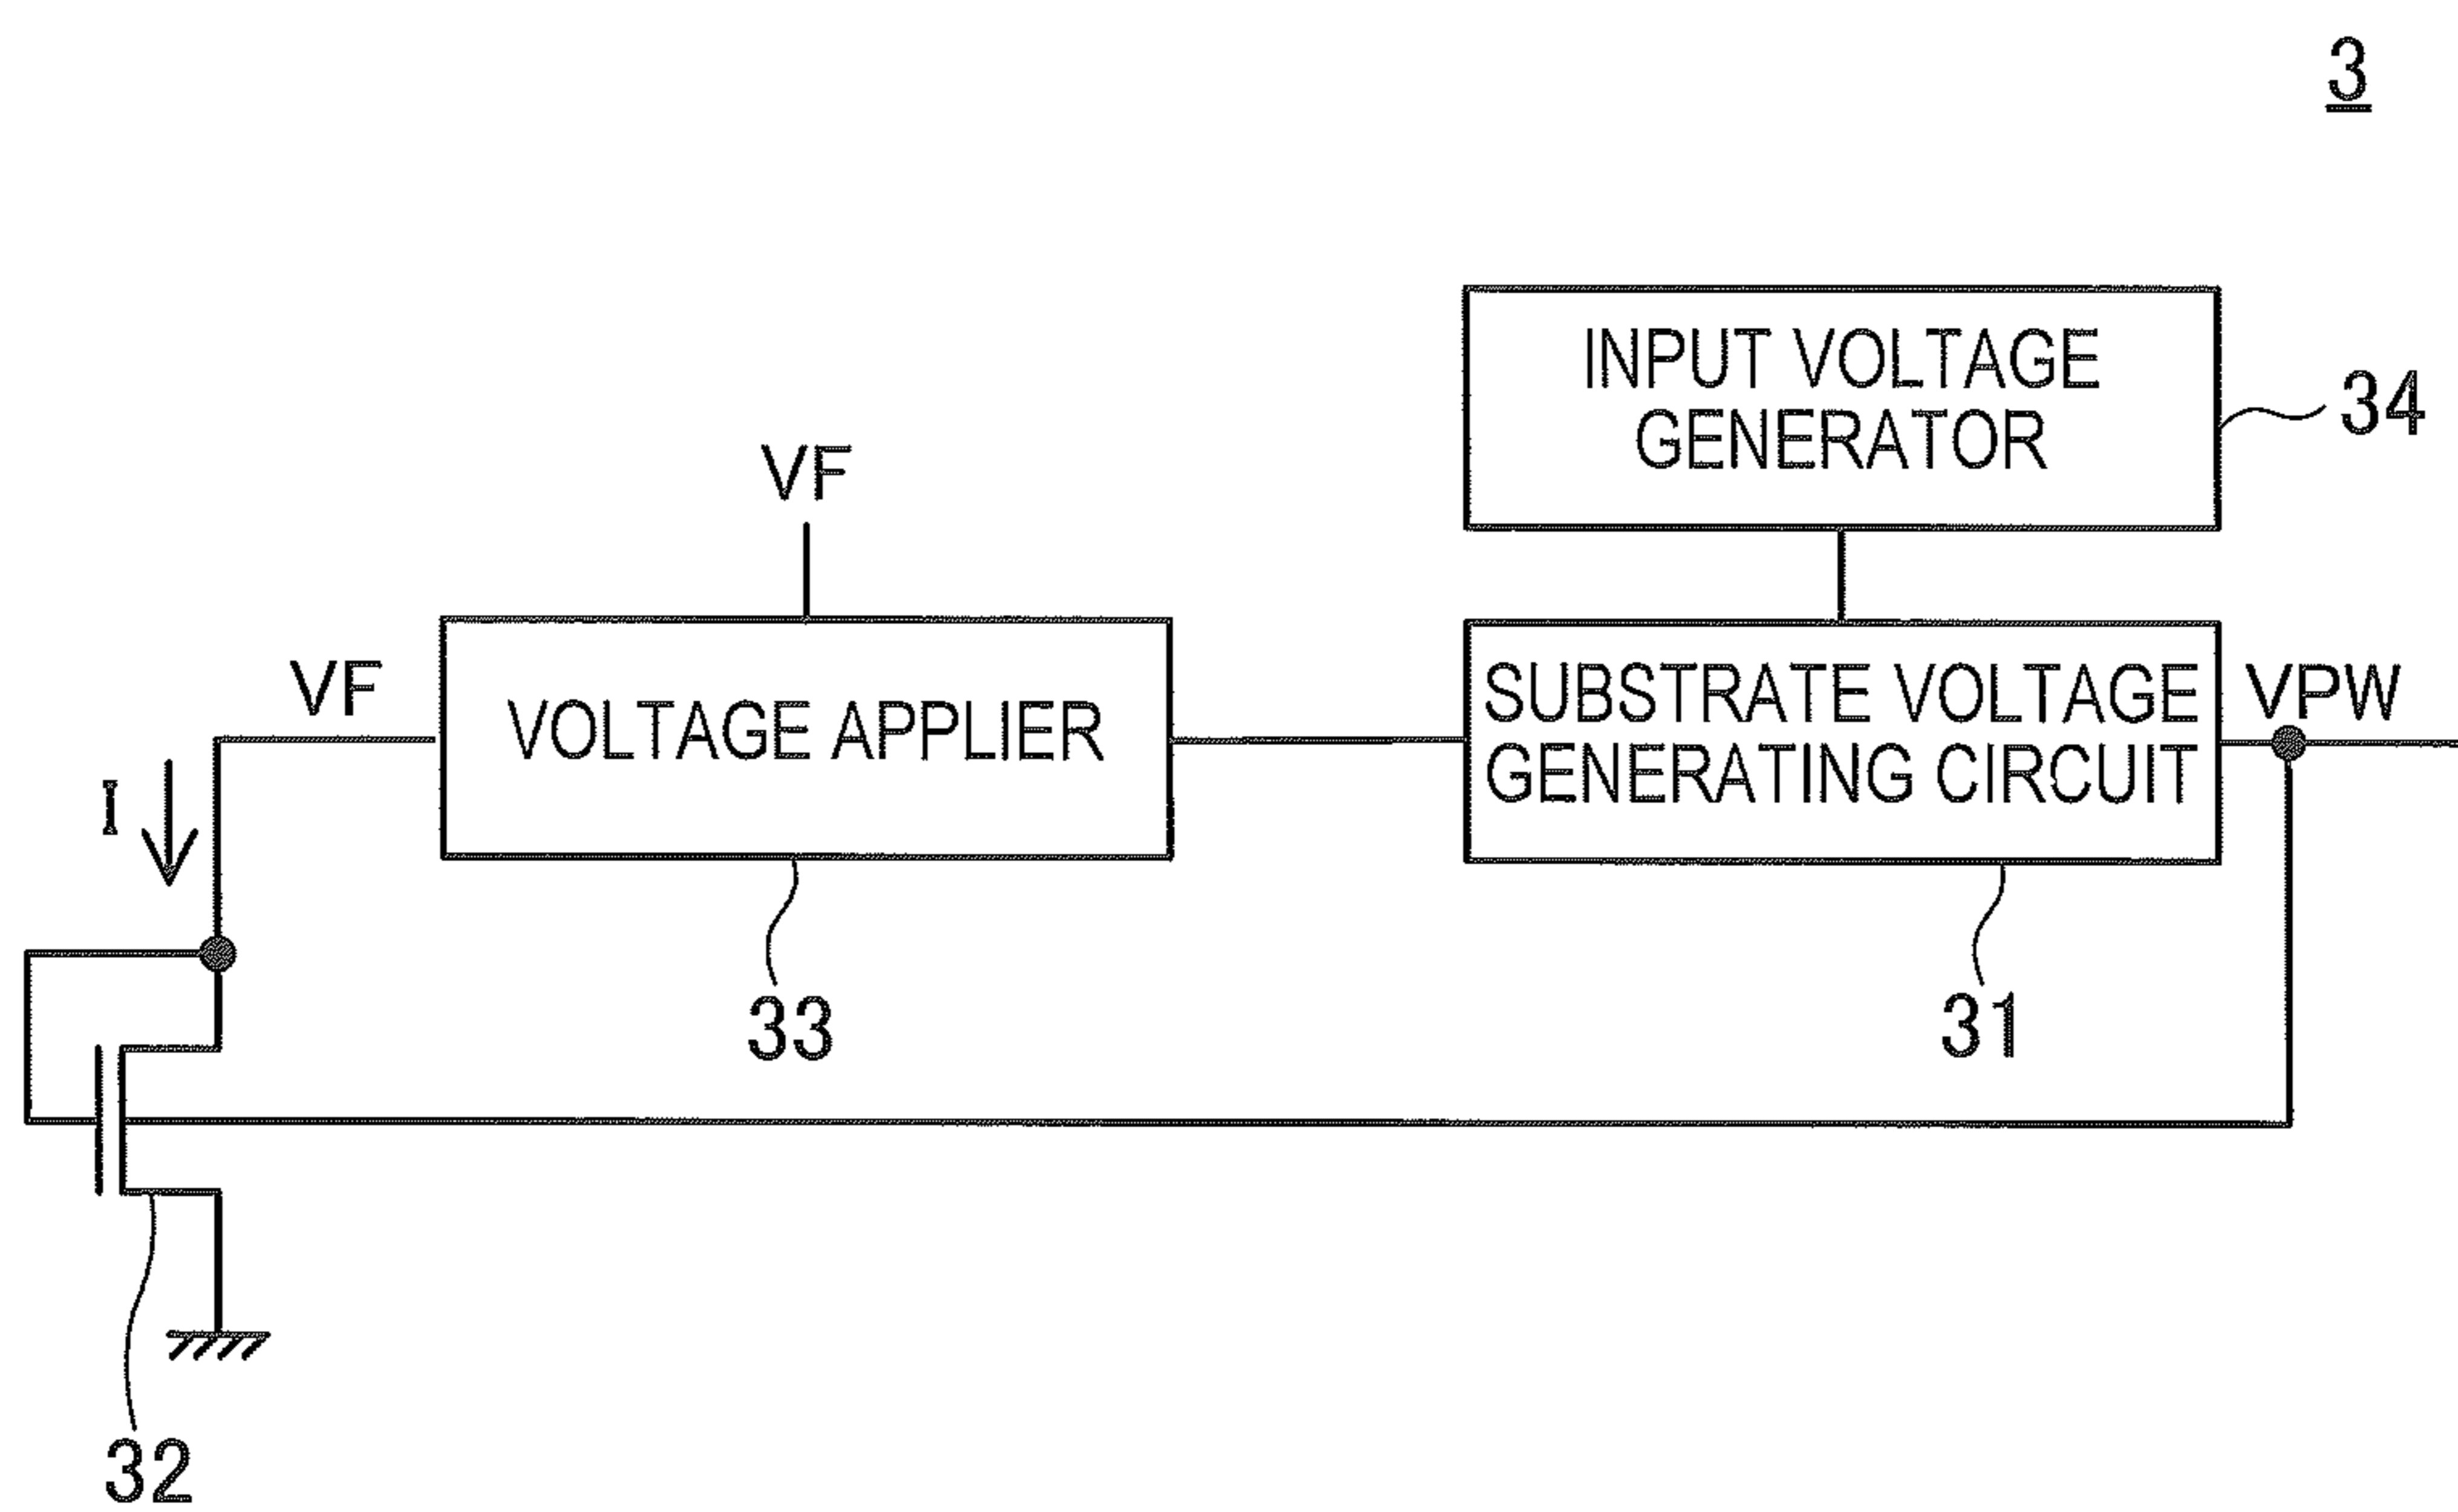 3
INPUT VOLTAGE
GENERATOR
34
VF
VF
VOLTAGE APPLIER
SUBSTRATE VOLTAGE
GENERATING CIRCUIT
VPW
I
33
31
32